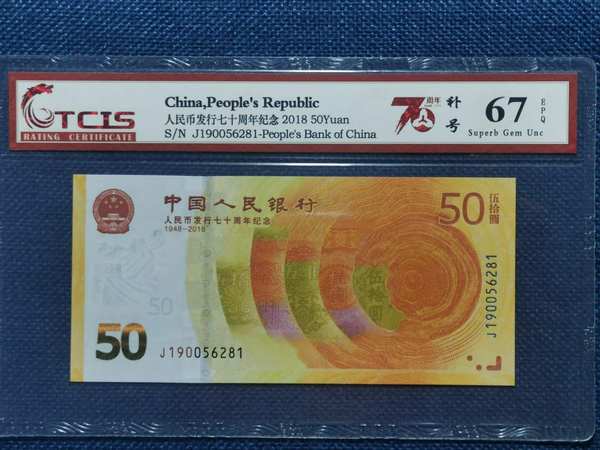 TCIS
RATING CERTIFICATE
China,People's Republic
人民币发行七十周年纪念 2018 50Yuan
S/N J190056281-People's Bank of China
70
周年
补号
67
EPQ
Superb Gem Unc
中国人民银行
人民币发行七十周年纪念
1948-2018
50
伍拾圆
50
50
J190056281
J190056281